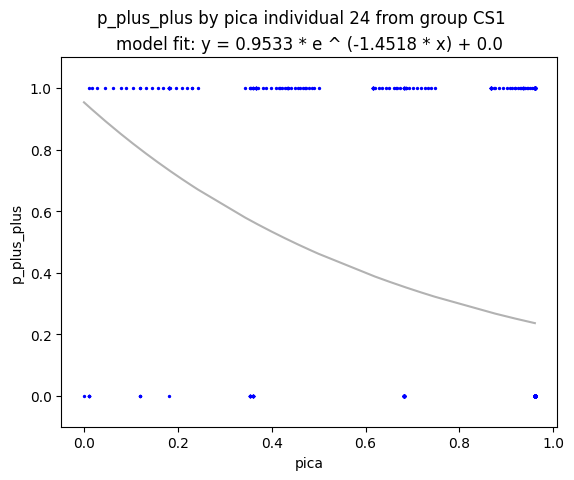 p_plus_plus by pica individual 24 from group CS1
model fit: y = 0.9533 * e ^ (-1.4518 * x) + 0.0
1.0
0.8
0.6
0.4
0.2
0.0
p_plus_plus
0.0 0.2 0.4 0.6 0.8 1.0
pica